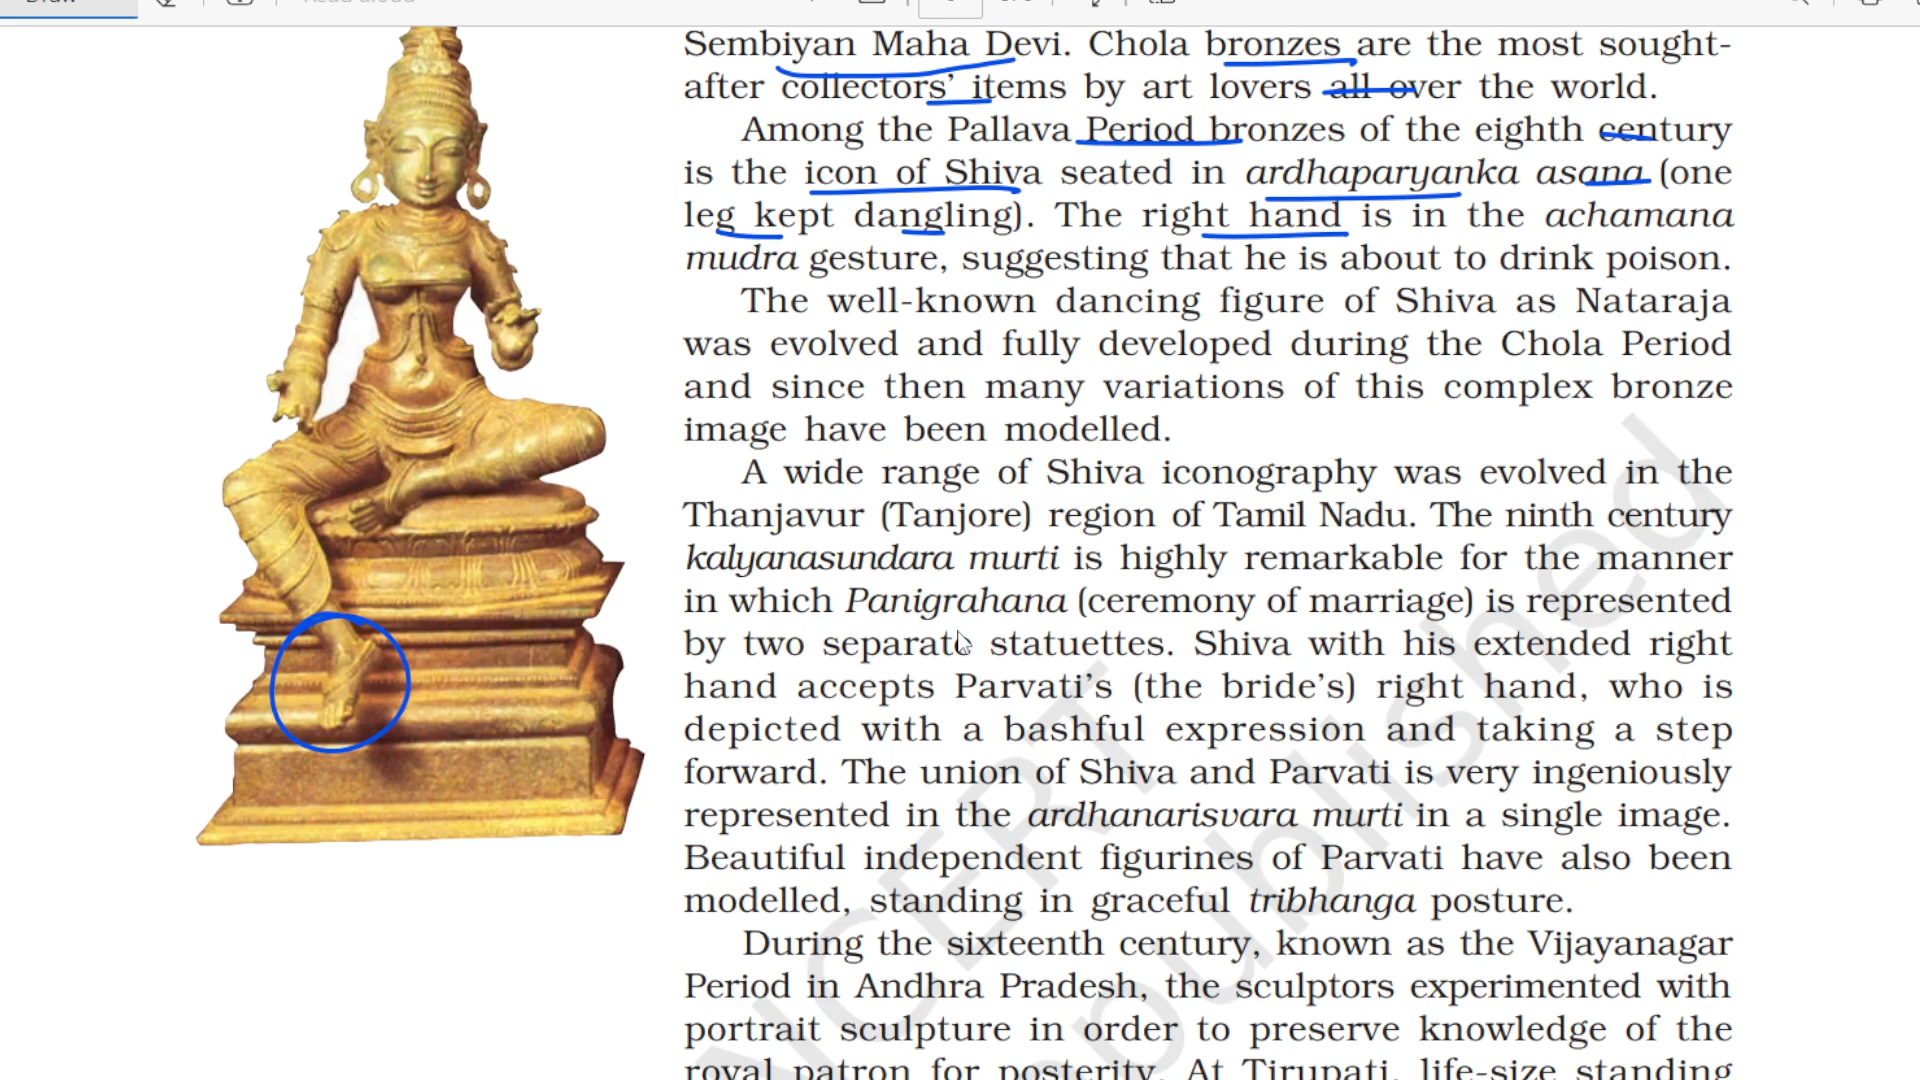 Read aloud
Sembiyan Maha Devi. Chola bronzes are the most sought-
after collectors' items by art lovers all over the world.
Among the Pallava Period bronzes of the eighth century
is the icon of Shiva seated in ardhaparyanka asana (one
leg kept dangling). The right hand is in the achamana
mudra gesture, suggesting that he is about to drink poison.
The well-known dancing figure of Shiva as Nataraja
was evolved and fully developed during the Chola Period
and since then many variations of this complex bronze
image have been modelled.
A wide range of Shiva iconography was evolved in the
Thanjavur (Tanjore) region of Tamil Nadu. The ninth century
kalyanasundara murti is highly remarkable for the manner
in which Panigrahana (ceremony of marriage) is represented
by two separate statuettes. Shiva with his extended right
hand accepts Parvati's (the bride's) right hand, who is
depicted with a bashful expression and taking a step
forward. The union of Shiva and Parvati is very ingeniously
represented in the ardhanarisvara murti in a single image.
Beautiful independent figurines of Parvati have also been
modelled, standing in graceful tribhanga posture.
During the sixteenth century, known as the Vijayanagar
Period in Andhra Pradesh, the sculptors experimented with
portrait sculpture in order to preserve knowledge of the
royal patron for posterity. At Tirupati, life-size standing
NCERT
published